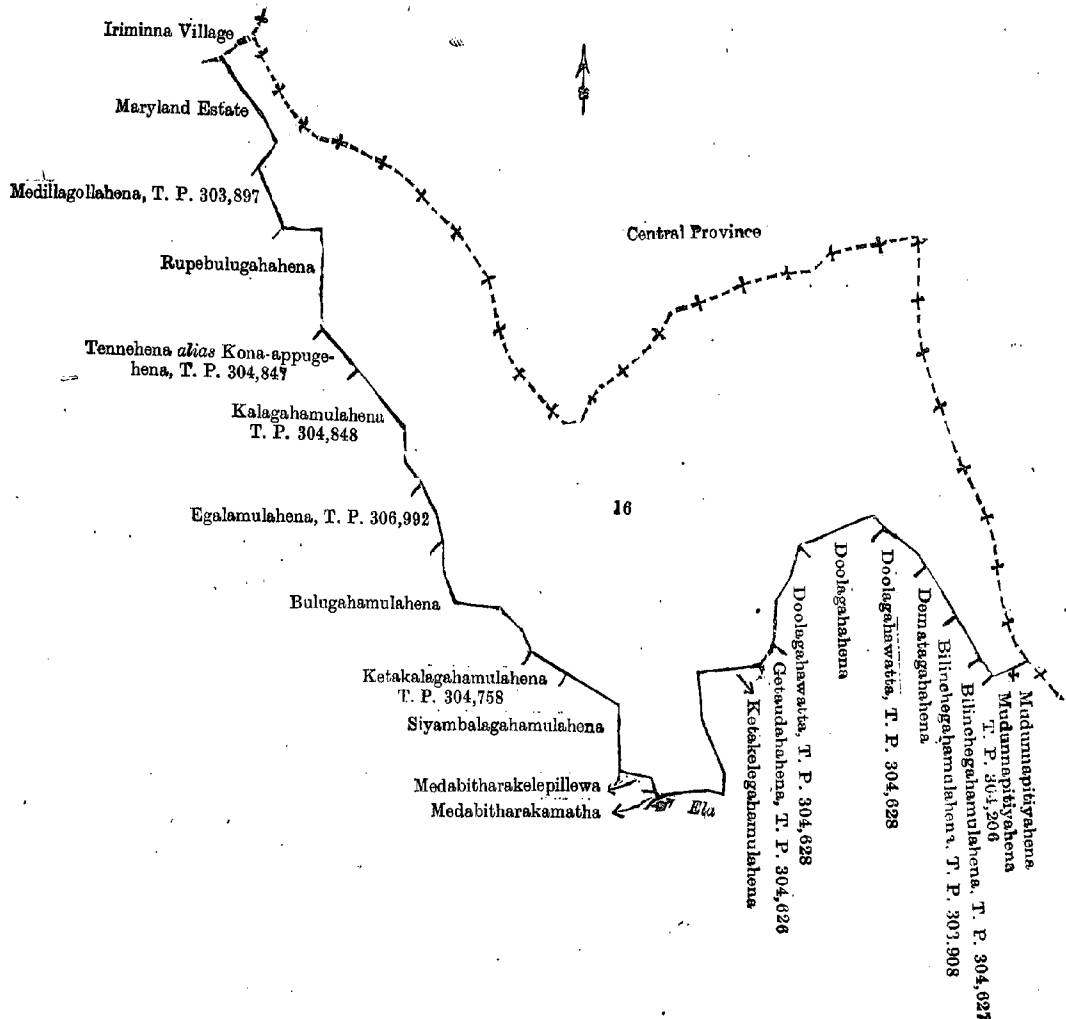 Iriminna Village
Maryland Estate
Medillagollahena, T. P. 303,897
Central Province
Rupebulugahahena
Tennehena alias Kona-appuge-
hena, T. P. 304,847
Kalagahamulahena
T. P. 304,848
16
Egalamulahena, T. P. 306,992
Bulugahamulahena
Ketakalagahamulahena
T. P. 304,758
Siyambalagahamulahena
Medabitharakelepillewa
Medabitharakamatha
Ela
Ketakelegahamulahena
Getaudahahena, T. P. 304,626
Doolagahawatta, T. P. 304,628
Doolagahahena
Doolagahawatta, T. P. 304,628
Dematagahahena
Bilinchegahamulahena, T. P. 303.908
Bilinchegahamulahena, T. P. 304,627
T. P. 304,206
Mudunnapitiyahena
Mudunnapitiyahena